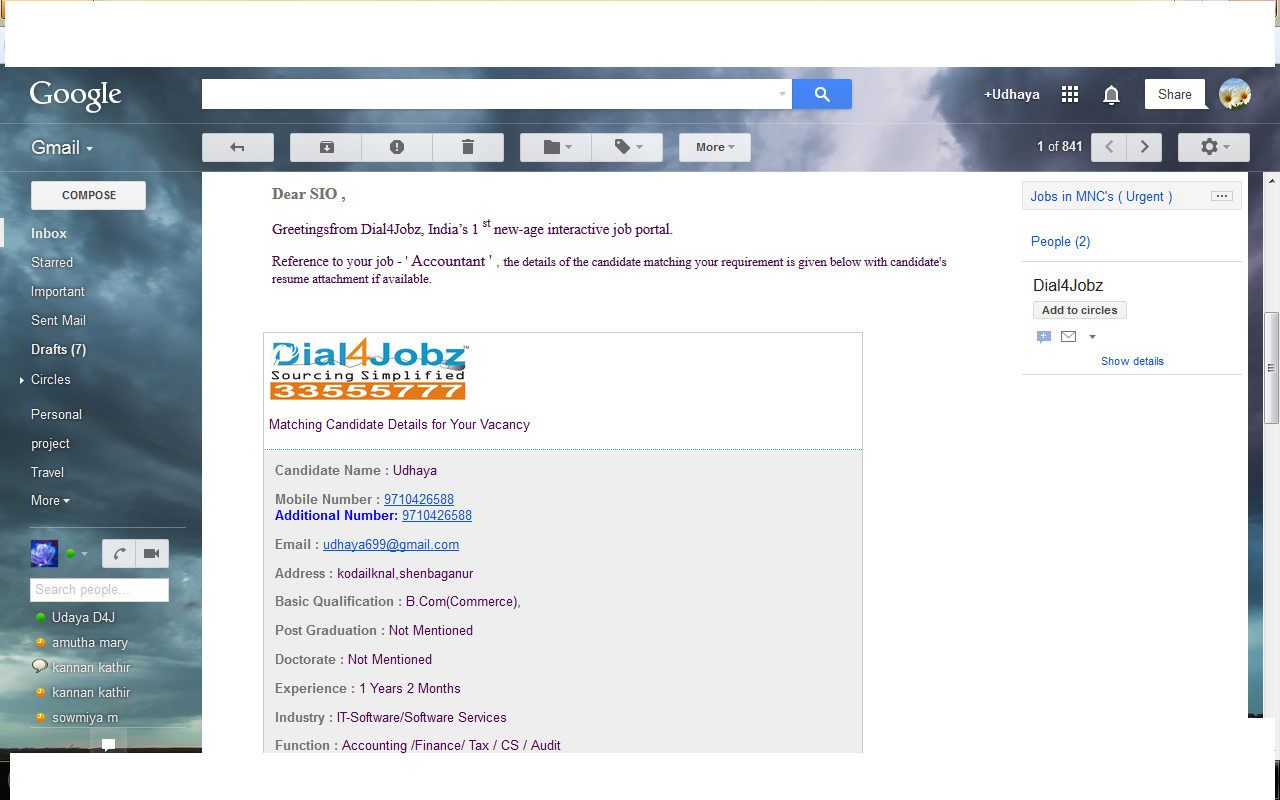 Google
+Udhaya
Share
Gmail
More
1 of 841
COMPOSE
Inbox
Starred
Important
Sent Mail
Drafts (7)
Circles
Personal
project
Travel
More
Search people...
Udaya D4J
amutha mary
kannan kathir
kannan kathir
sowmiya m
Dear SIO ,
Greetingsfrom Dial4Jobz, India's 1 st new-age interactive job portal.
Reference to your job - ' Accountant ' , the details of the candidate matching your requirement is given below with candidate's
resume attachment if available.
Dial4Jobz™
Sourcing Simplified
33555777
Matching Candidate Details for Your Vacancy
Candidate Name : Udhaya
Mobile Number : 9710426588
Additional Number: 9710426588
Email : udhaya699@gmail.com
Address : kodailknal,shenbaganur
Basic Qualification : B.Com(Commerce),
Post Graduation : Not Mentioned
Doctorate : Not Mentioned
Experience : 1 Years 2 Months
Industry : IT-Software/Software Services
Function : Accounting /Finance/ Tax / CS / Audit
Jobs in MNC's ( Urgent )
People (2)
Dial4Jobz
Add to circles
Show details